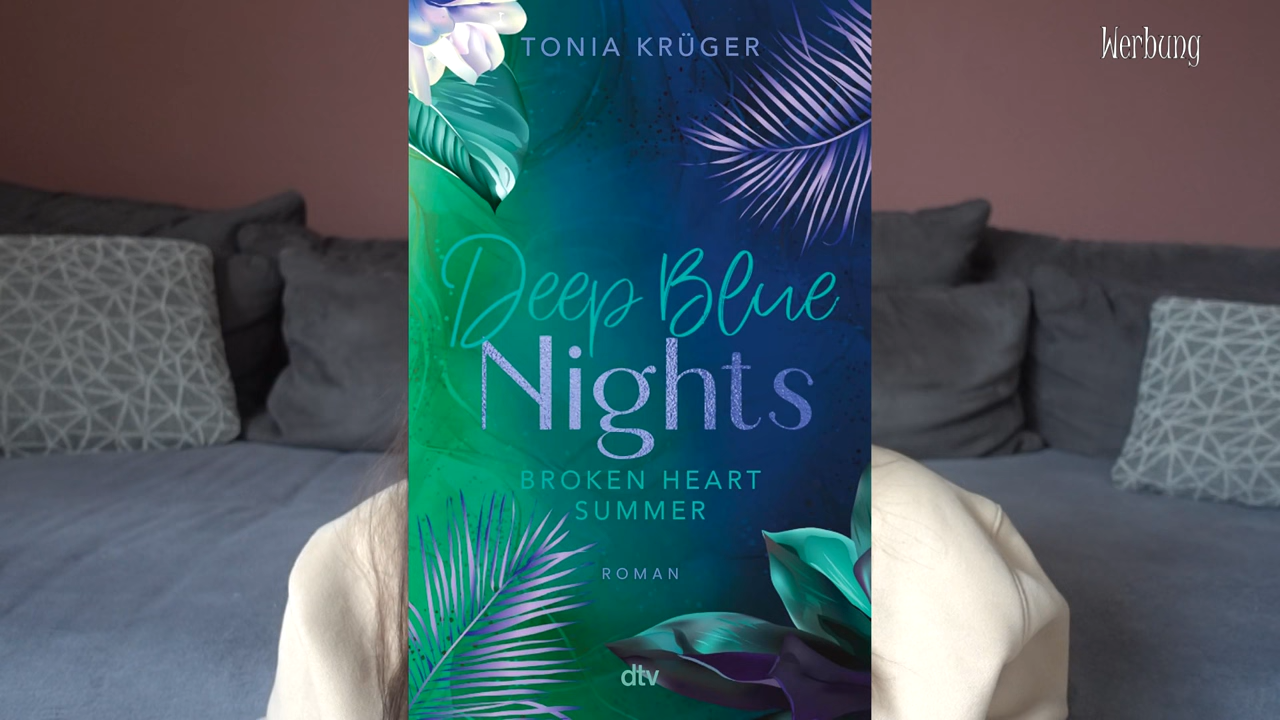 TONIA KRÜGER
Werbung
Deep Blue
Nights
BROKEN HEART
SUMMER
ROMAN
dtv